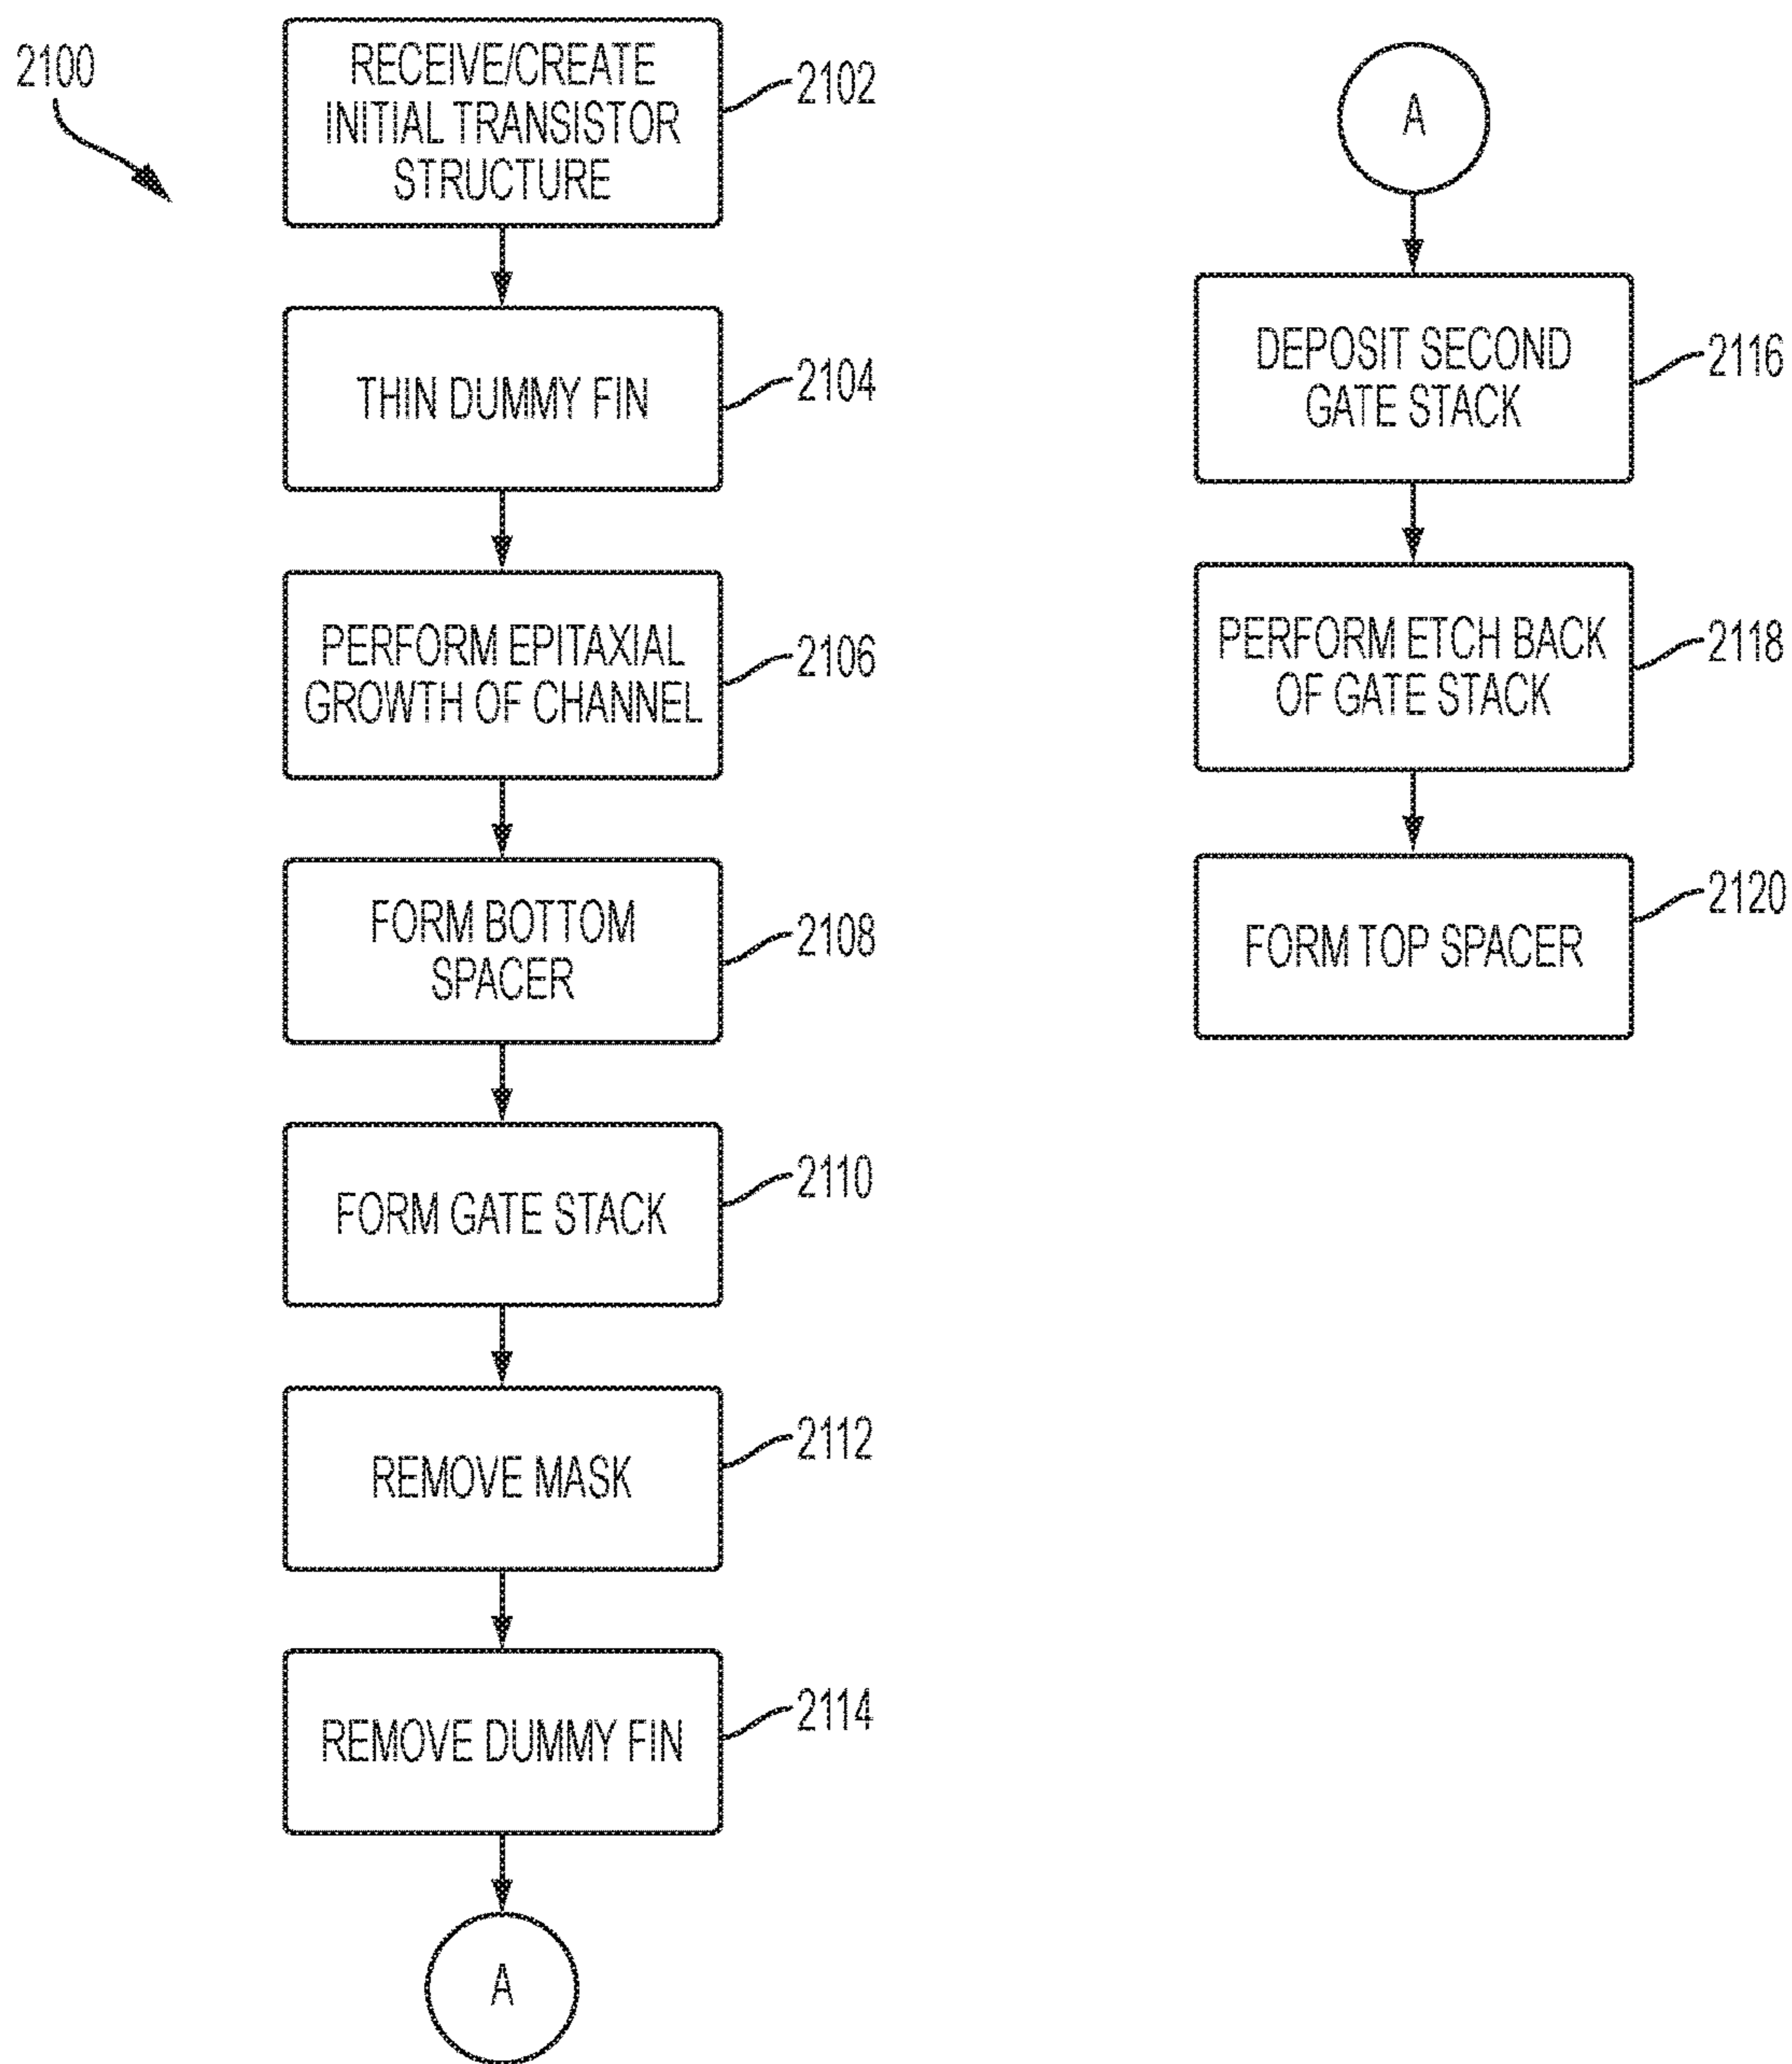 2100
RECEIVE/CREATE
INITIAL TRANSISTOR
STRUCTURE
2102
THIN DUMMY FIN
2104
PERFORM EPITAXIAL
GROWTH OF CHANNEL
2106
FORM BOTTOM
SPACER
2108
FORM GATE STACK
2110
REMOVE MASK
2112
REMOVE DUMMY FIN
2114
A
A
DEPOSIT SECOND
GATE STACK
2116
PERFORM ETCH BACK
OF GATE STACK
2118
FORM TOP SPACER
2120